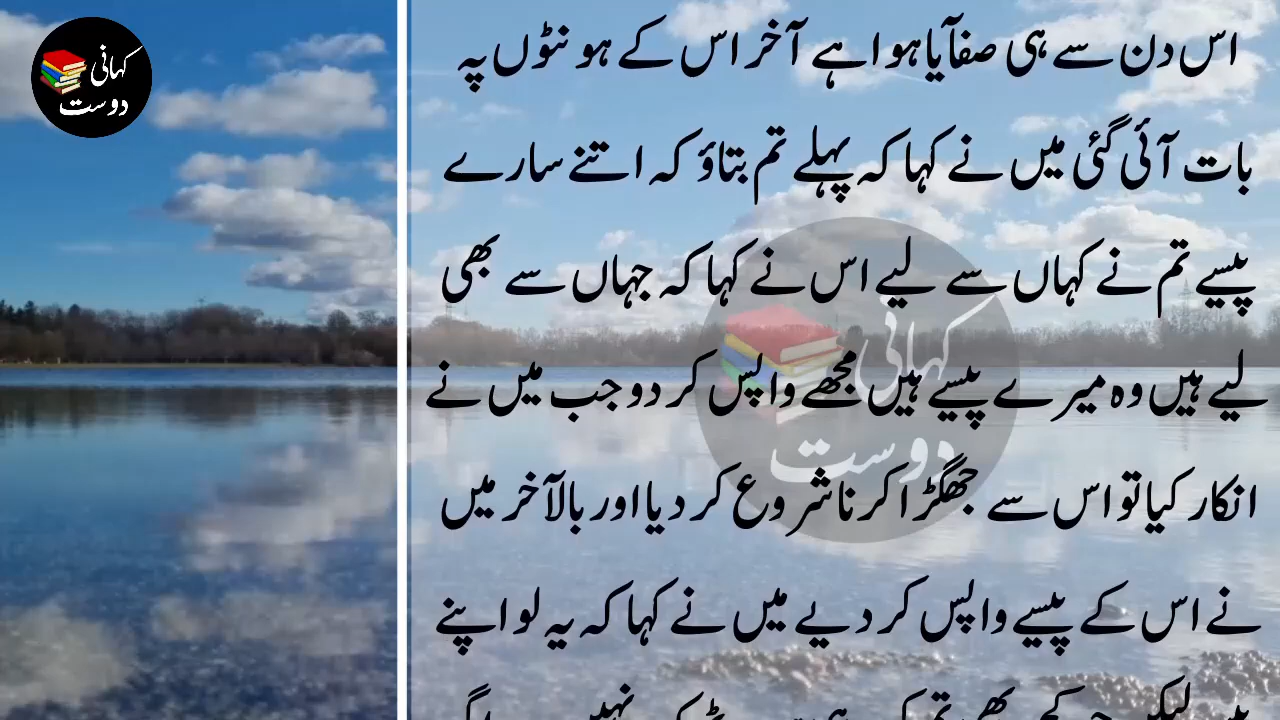 کہانی
دوست
اس دن سے ہی صفآیا ہوا ہے آخر اس کے ہونٹوں پہ
بات آئی گئی میں نے کہا کہ پہلے تم بتاؤ کہ اتنے سارے
پیسے تم نے کہاں سے لیے اس نے کہا کہ جہاں سے بھی
لیے ہیں وہ میرے پیسے ہیں مجھے واپس کر دو جب میں نے
انکار کیا تو اس سے جھگڑا کرنا شروع کر دیا اور بالآخر میں
نے اس کے پیسے واپس کر دیے میں نے کہا کہ یہ لو اپنے
کہانی
دوست